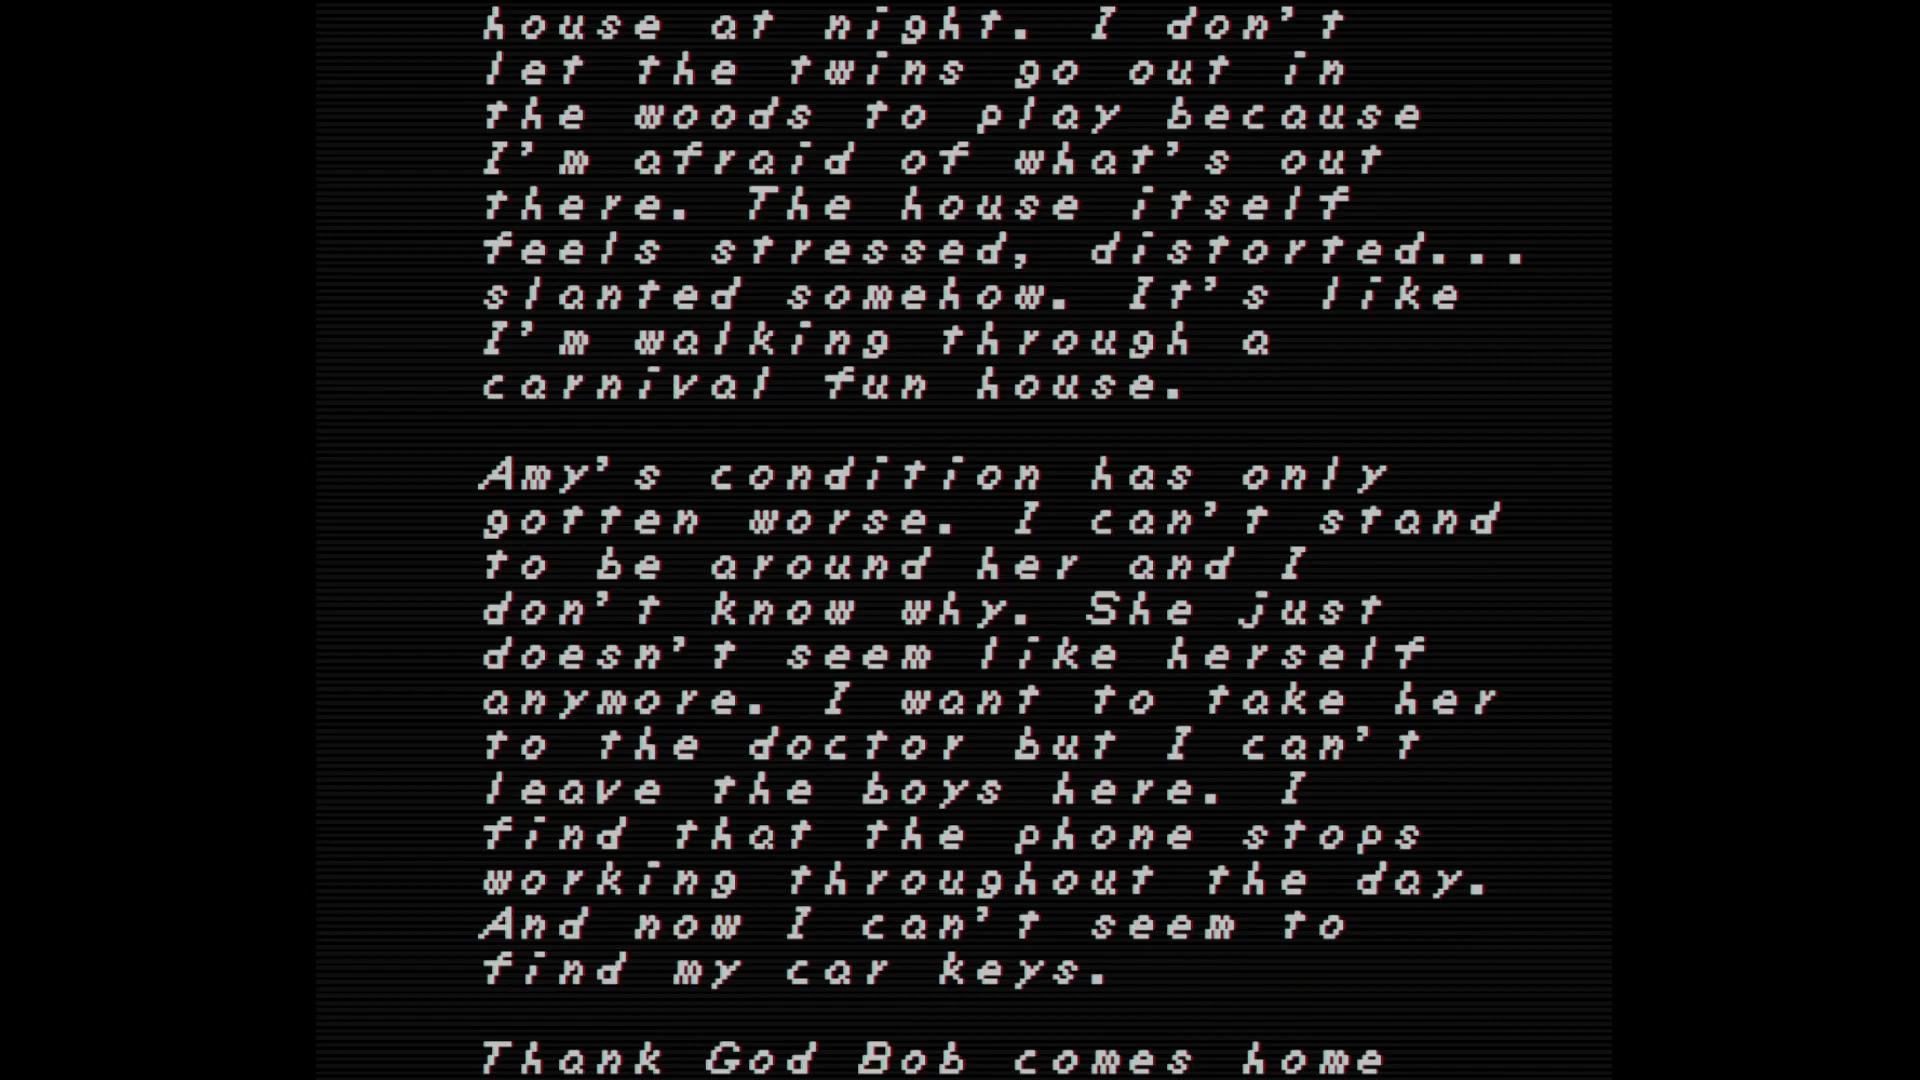 house at night. I don't
let the twins go out in
the woods to play because
I'm afraid of what's out
there. The house itself
feels stressed, distorted...
slanted somehow. It's like
I'm walking through a
carnival fun house.
Amy's condition has only
gotten worse. I can't stand
to be around her and I
don't know why. She just
doesn't seem like herself
anymore. I want to take her
to the doctor but I can't
leave the boys here. I
find that the phone stops
working throughout the day.
And now I can't seem to
find my car keys.
Thank God Bob comes home